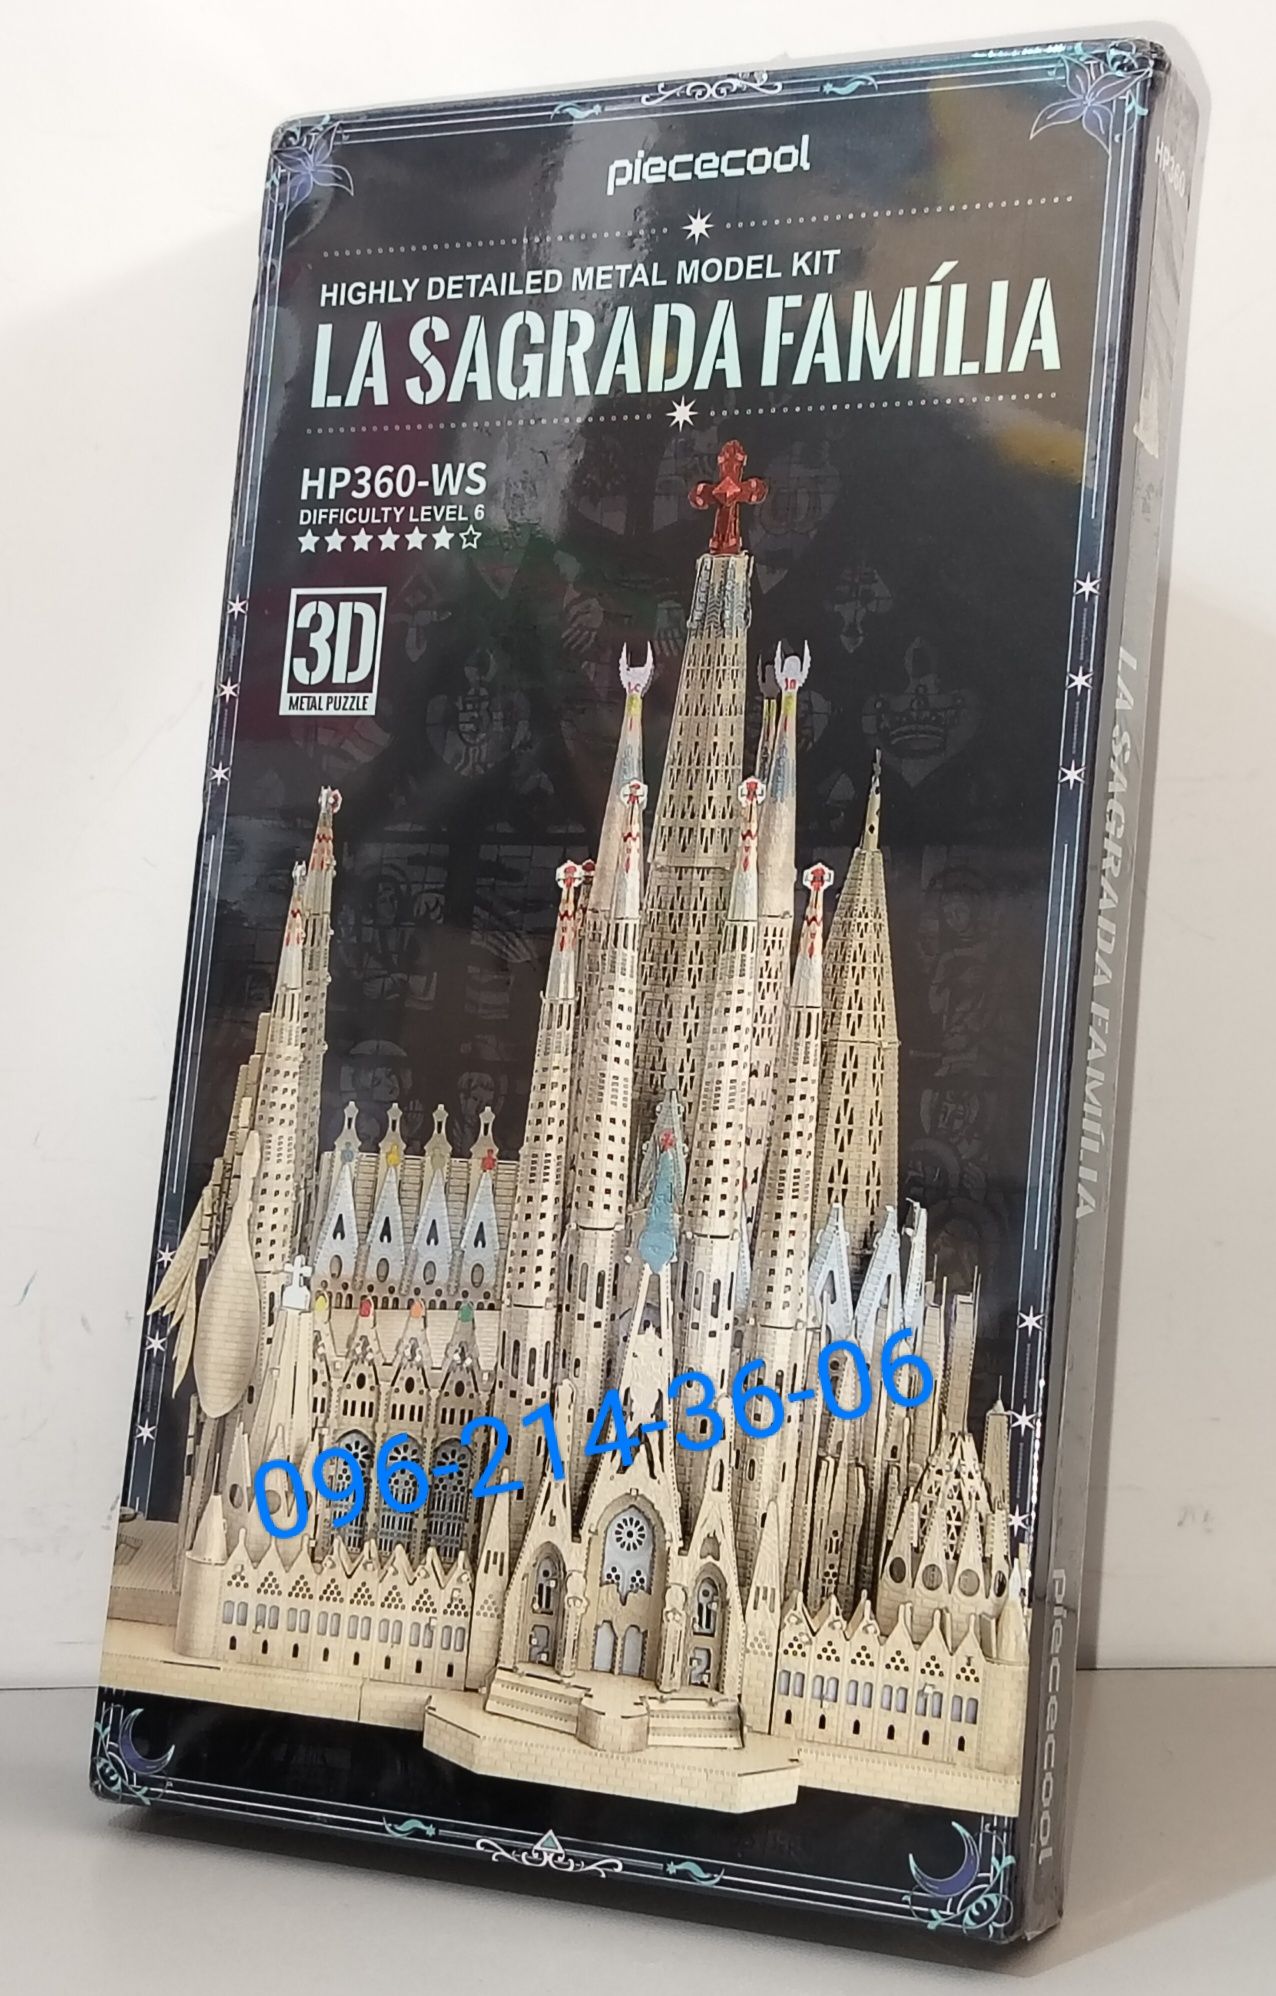 piececool
HIGHLY DETAILED METAL MODEL KIT
LA SAGRADA FAMÍLIA
HP360-WS
DIFFICULTY LEVEL 6
3D
METAL PUZZLE
096-214-36-06
HP360
LA SAGRADA FAMÍLIA
piececool